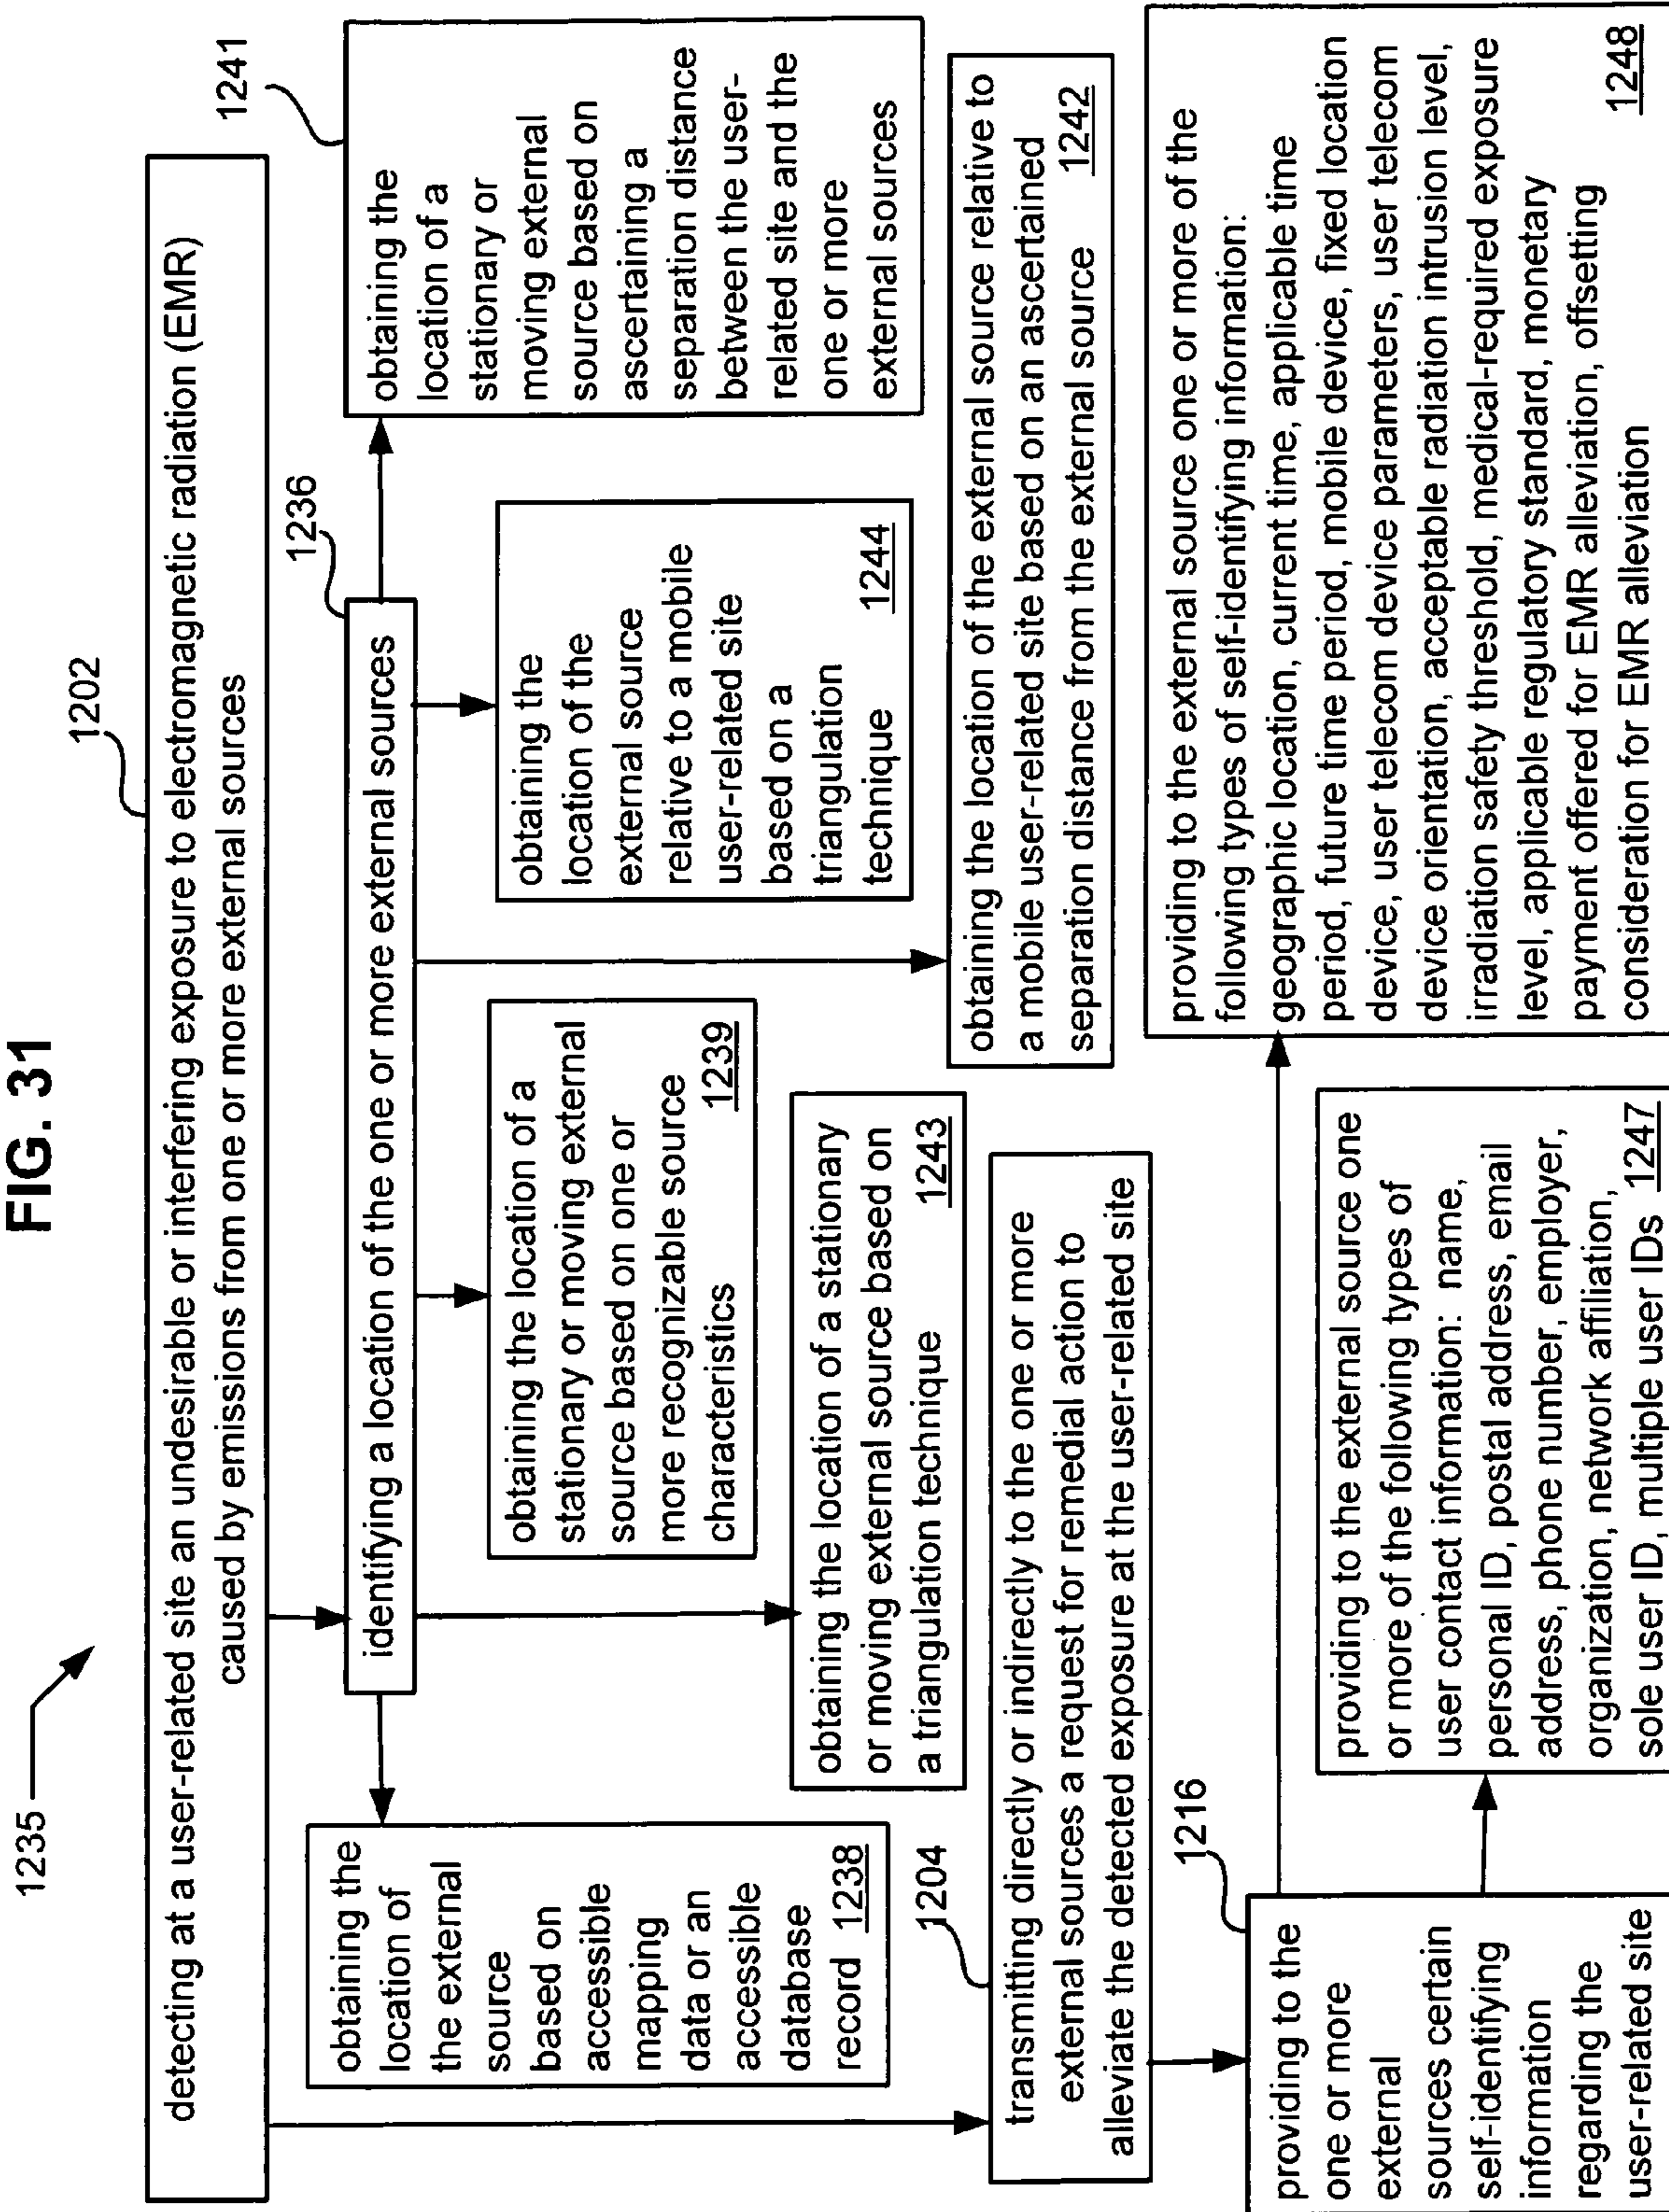 FIG. 31
1235
1202
detecting at a user-related site an undesirable or interfering exposure to electromagnetic radiation (EMR)
caused by emissions from one or more external sources
1236
identifying a location of the one or more external sources
1241
obtaining the
location of a
stationary or
moving external
source based on
ascertaining a
separation distance
between the user-
related site and the
one or more
external sources
obtaining the
location of
the external
source
based on
accessible
mapping
data or an
accessible
database
record 1238
obtaining the location of a
stationary or moving external
source based on one or
more recognizable source
characteristics 1239
obtaining the
location of the
external source
relative to a mobile
user-related site
based on a
triangulation
technique 1244
obtaining the location of a stationary
or moving external source based on
a triangulation technique 1243
obtaining the location of the external source relative to
a mobile user-related site based on an ascertained
separation distance from the external source 1242
1204
transmitting directly or indirectly to the one or more
external sources a request for remedial action to
alleviate the detected exposure at the user-related site
1216
providing to the
one or more
external
sources certain
self-identifying
information
regarding the
user-related site
providing to the external source one
or more of the following types of
user contact information: name,
personal ID, postal address, email
address, phone number, employer,
organization, network affiliation,
sole user ID, multiple user IDs 1247
providing to the external source one or more of the
following types of self-identifying information:
geographic location, current time, applicable time
period, future time period, mobile device, fixed location
device, user telecom device parameters, user telecom
device orientation, acceptable radiation intrusion level,
irradiation safety threshold, medical-required exposure
level, applicable regulatory standard, monetary
payment offered for EMR alleviation, offsetting
consideration for EMR alleviation 1248